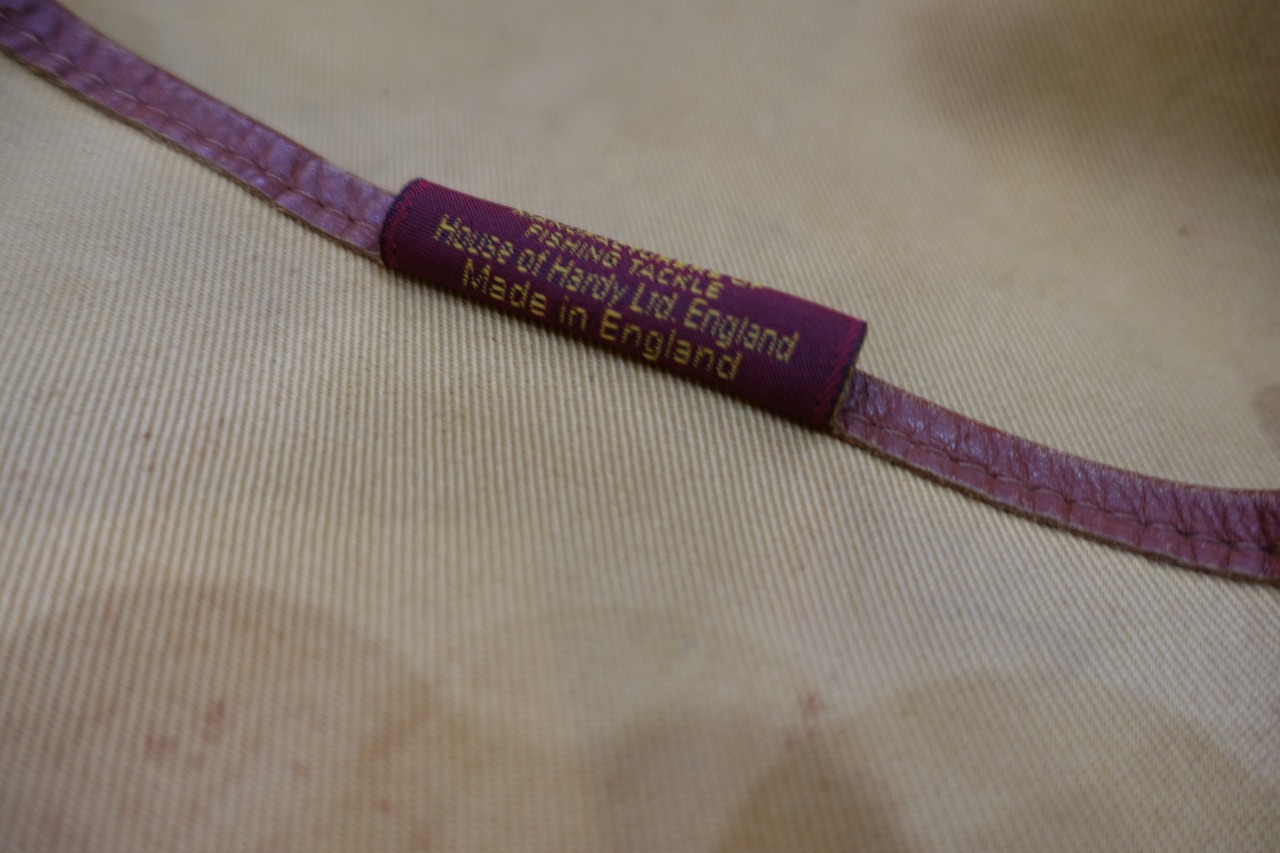 FISHING TACKLE
House of Hardy Ltd. England
Made in England